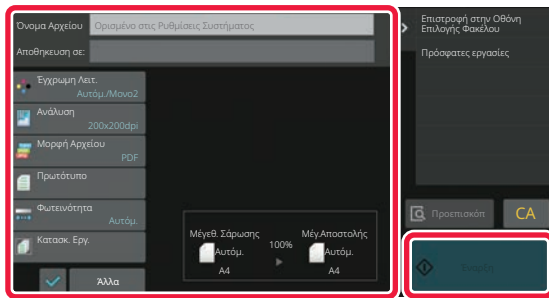 Όνομα Αρχείου Ορισμένο στις Ρυθμίσεις Συστήματος
Αποθηκευση σε:
Έγχρωμη Λειτ.
Αυτόμ./Μονο2
Ανάλυση
200x200dpi
Μορφή Αρχείου
PDF
Πρωτότυπο
Φωτεινότητα
Αυτόμ.
Κατασκ. Εργ.
Άλλα
Μέγεθ. Σάρωσης
Αυτόμ.
A4
100%
Μέγ.Αποστολής
Αυτόμ.
A4
Επιστροφή στην Οθόνη
Επιλογής Φακέλου
Πρόσφατες εργασίες
Προεπισκόπ
CA
Έναρξη